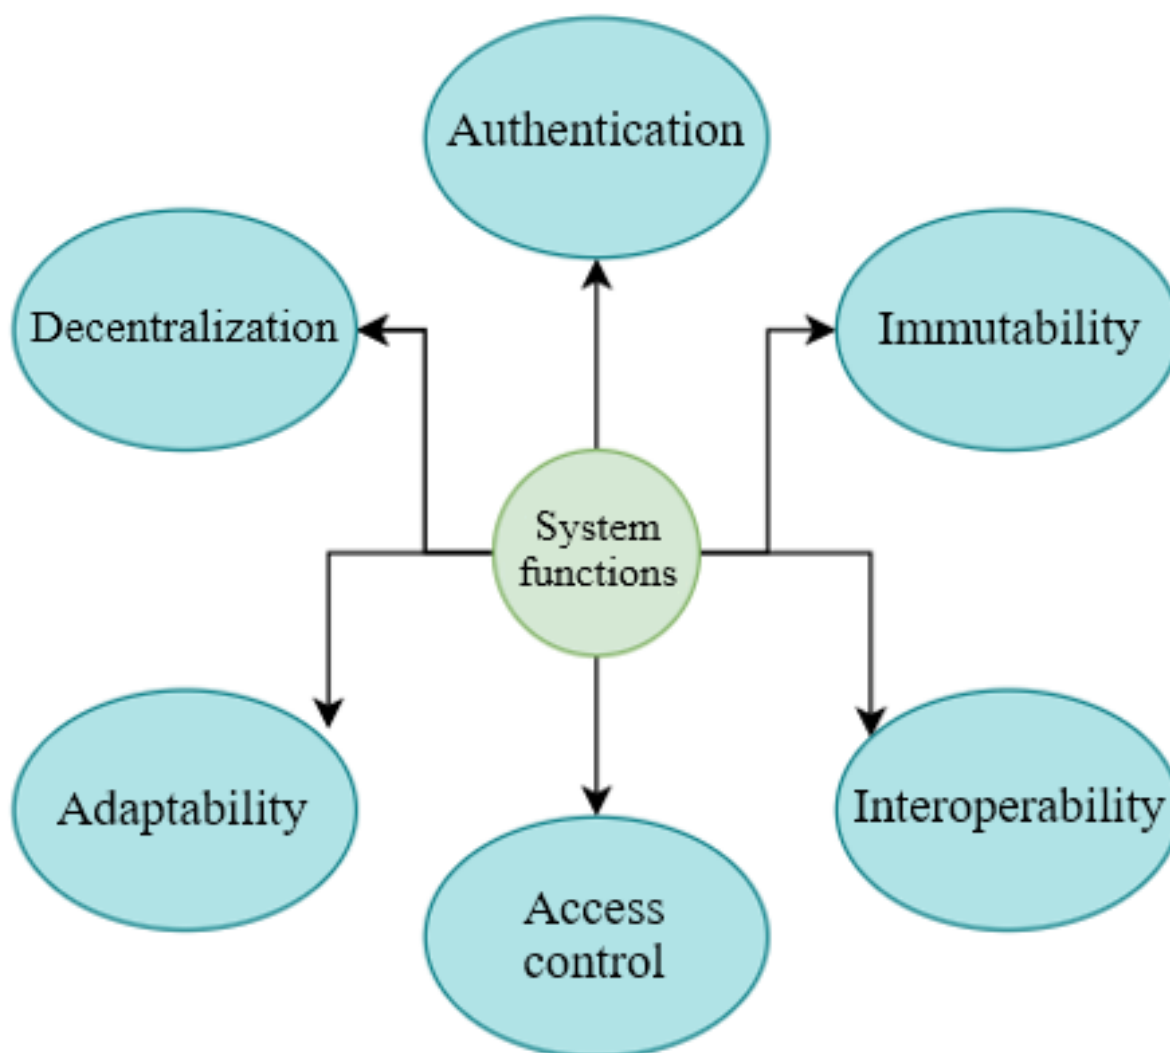 Authentication
Decentralization
Immutability
System
functions
Adaptability
Interoperability
Access
control